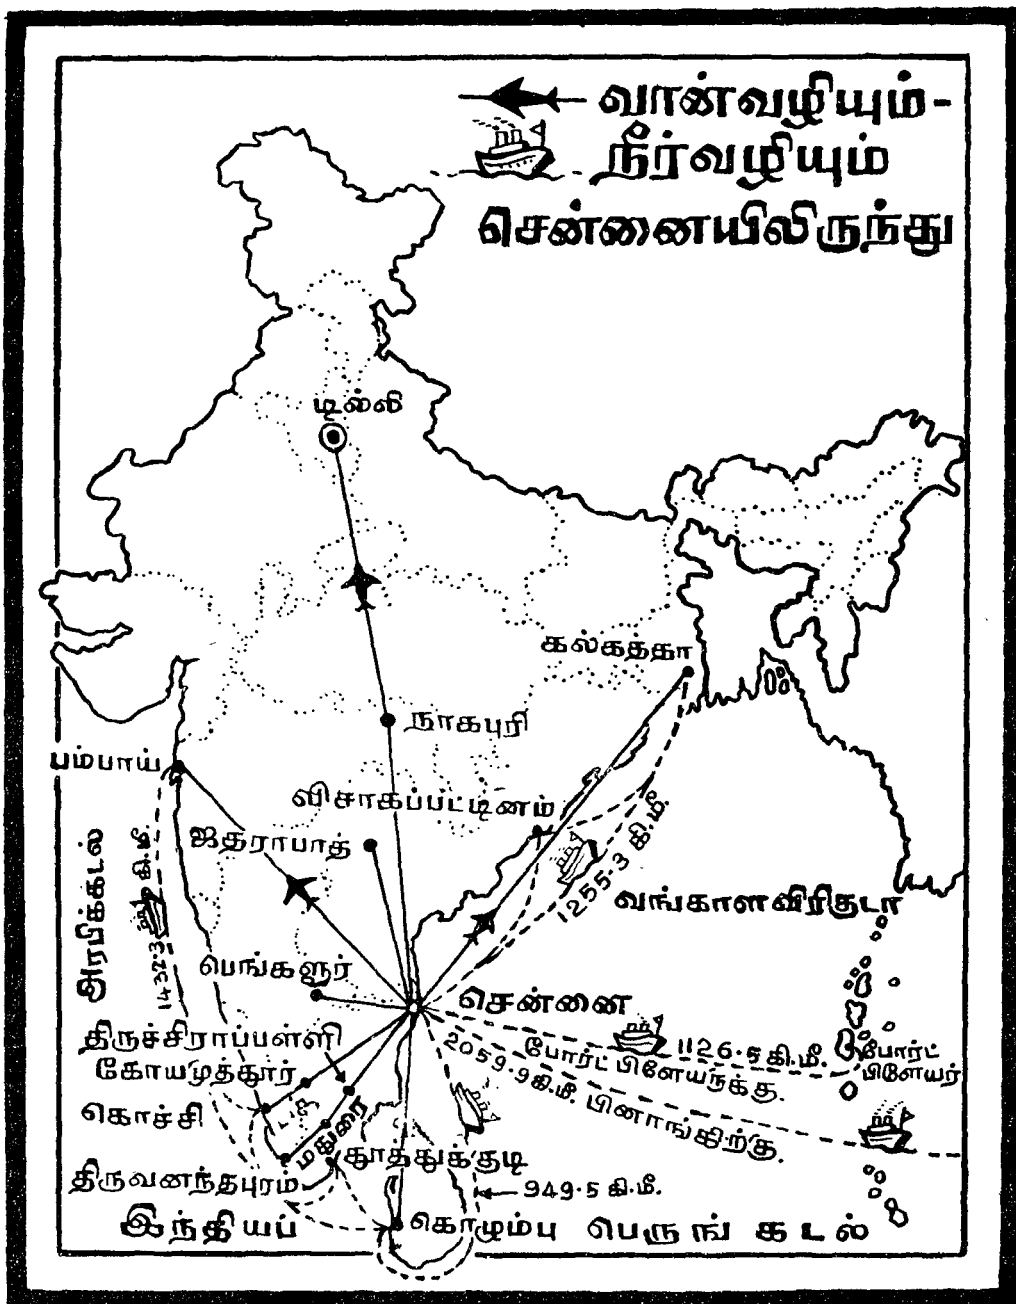 வான்வழியும்-
நீர்வழியும்
சென்னையிலிருந்து
டில்லி
கல்கத்தா
நாகபுரி
பம்பாய்
விசாகப்பட்டினம்
ஐதராபாத்
1255·3 கி.மீ.
அரபிக்கடல்
1432·3 கி.மீ.
வங்காளவிரிகுடா
பெங்களூர்
சென்னை
திருச்சிராப்பள்ளி
1126·5 கி.மீ.
போர்ட்பிளேயருக்கு.
போர்ட்
பிளேயர்
2059·9 கி.மீ. பினாங்கிற்கு.
கோயமுத்தூர்
கொச்சி
மதுரை
தூத்துக்குடி
திருவனந்தபுரம்
949·5 கி.மீ.
கொழும்பு
இந்தியப் பெருங் கடல்